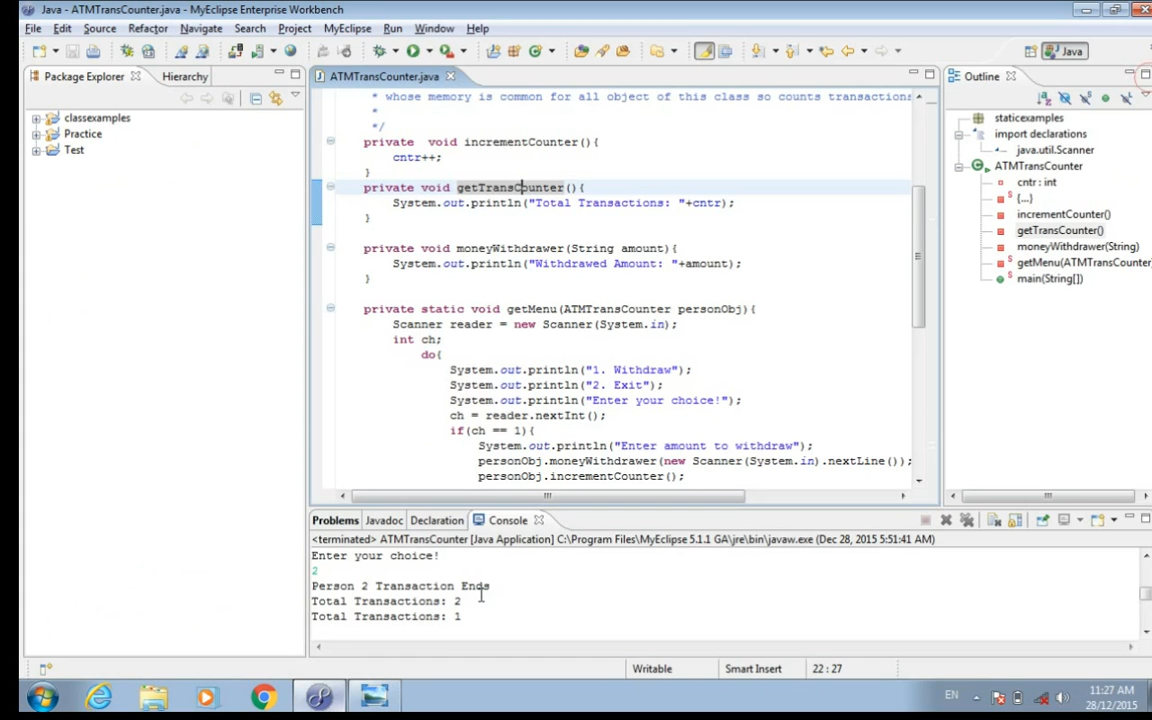 Java - ATMTransCounter.java - MyEclipse Enterprise Workbench
File Edit Source Refactor Navigate Search Project MyEclipse Run Window Help
Java
Package Explorer Hierarchy
classexamples
Practice
Test
ATMTransCounter.java
* whose memory is common for all object of this class so counts transactions
*
*/
private void incrementCounter(){
cntr++;
}
private void getTransCounter(){
System.out.println("Total Transactions: "+cntr);
}
private void moneyWithdrawer(String amount){
System.out.println("Withdrawed Amount: "+amount);
}
private static void getMenu(ATMTransCounter personObj){
Scanner reader = new Scanner(System.in);
int ch;
do{
System.out.println("1. Withdraw");
System.out.println("2. Exit");
System.out.println("Enter your choice!");
ch = reader.nextInt();
if(ch == 1){
System.out.println("Enter amount to withdraw");
personObj.moneyWithdrawer(new Scanner(System.in).nextLine());
personObj.incrementCounter();
Outline
staticexamples
import declarations
java.util.Scanner
ATMTransCounter
cntr : int
{...}
incrementCounter()
getTransCounter()
moneyWithdrawer(String)
getMenu(ATMTransCounter
main(String[])
Problems Javadoc Declaration Console
<terminated> ATMTransCounter [Java Application] C:\Program Files\MyEclipse 5.1.1 GA\jre\bin\javaw.exe (Dec 28, 2015 5:51:41 AM)
Enter your choice!
2
Person 2 Transaction Ends
Total Transactions: 2
Total Transactions: 1
Writable Smart Insert 22 : 27
EN
11:27 AM
28/12/2015